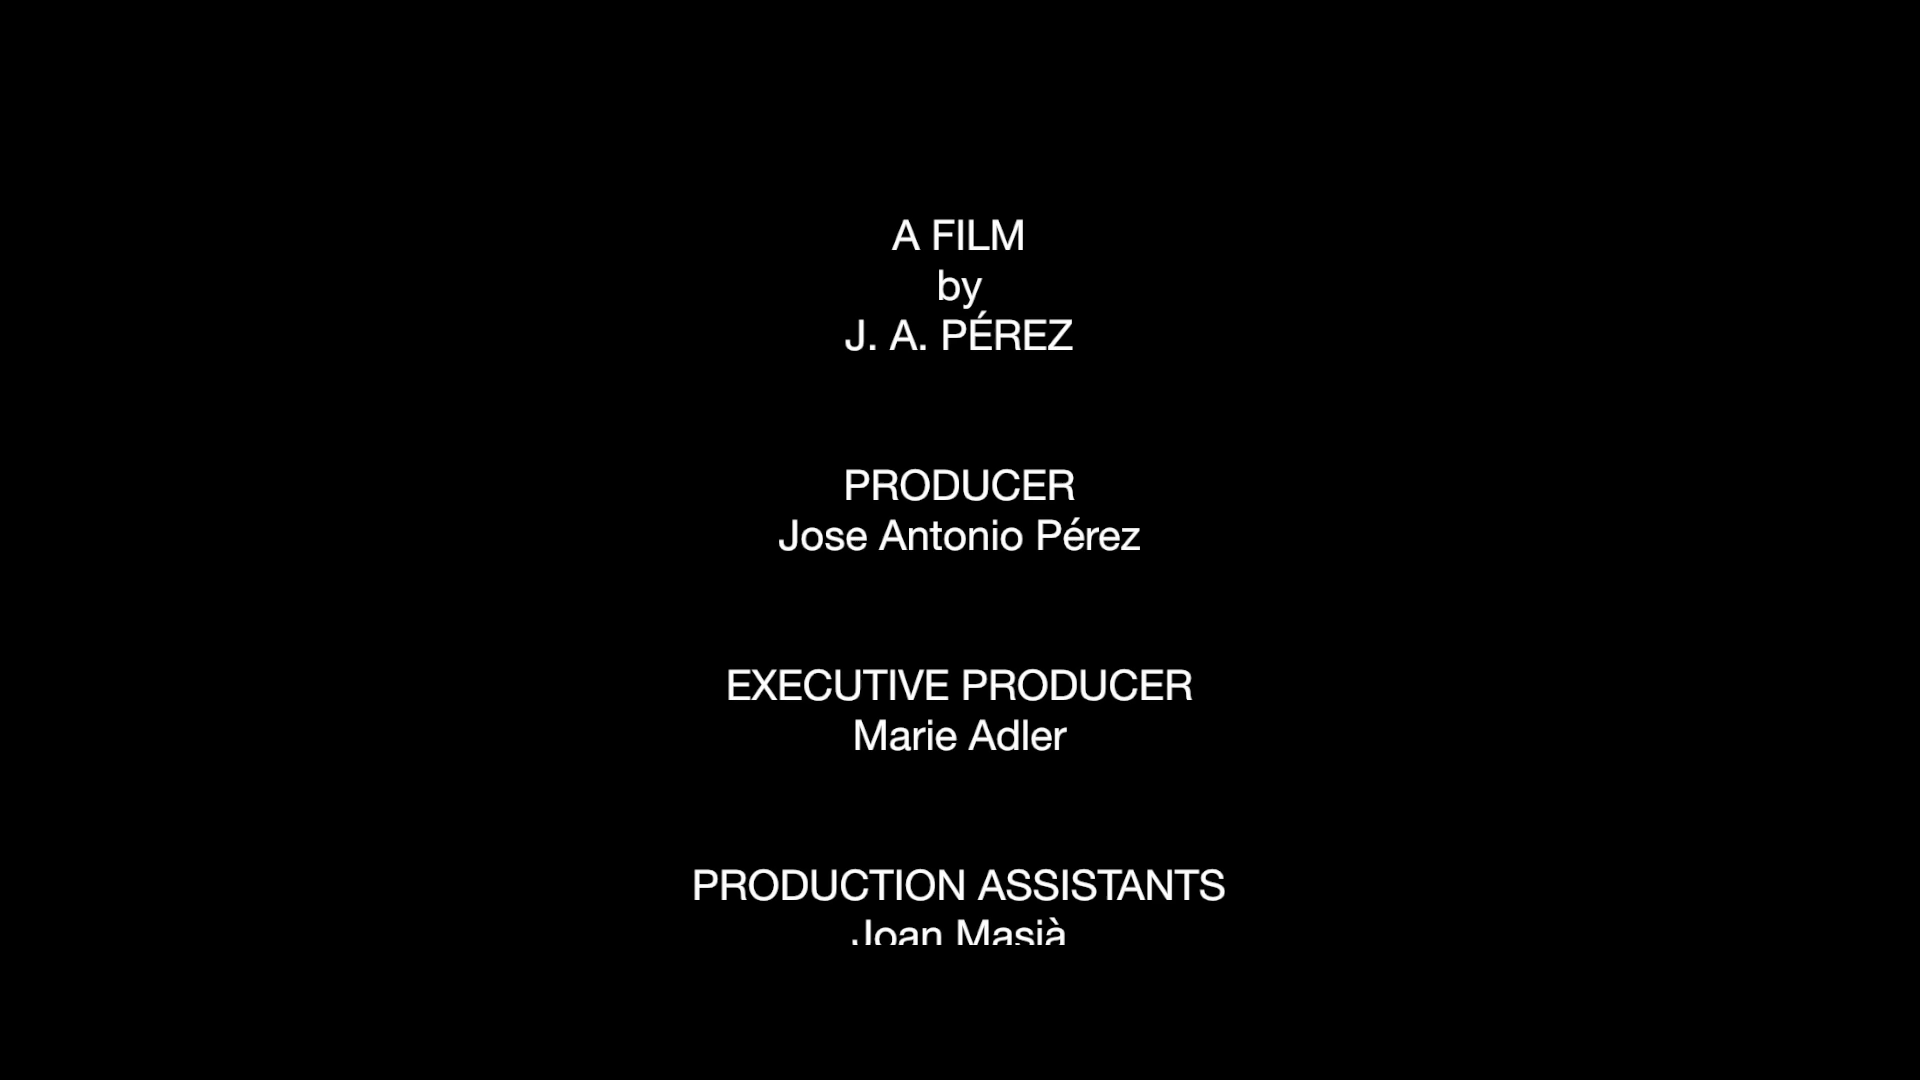 A FILM
by
J. A. PÉREZ
PRODUCER
Jose Antonio Pérez
EXECUTIVE PRODUCER
Marie Adler
PRODUCTION ASSISTANTS
Joan Masià